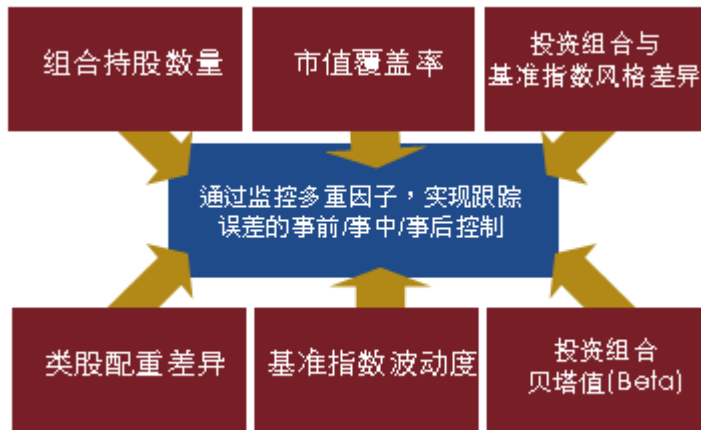 组合持股数量
市值覆盖率
投资组合与
基准指数风格差异
通过监控多重因子，实现跟踪
误差的事前/事中/事后控制
类股配重差异
基准指数波动度
投资组合
贝塔值(Beta)